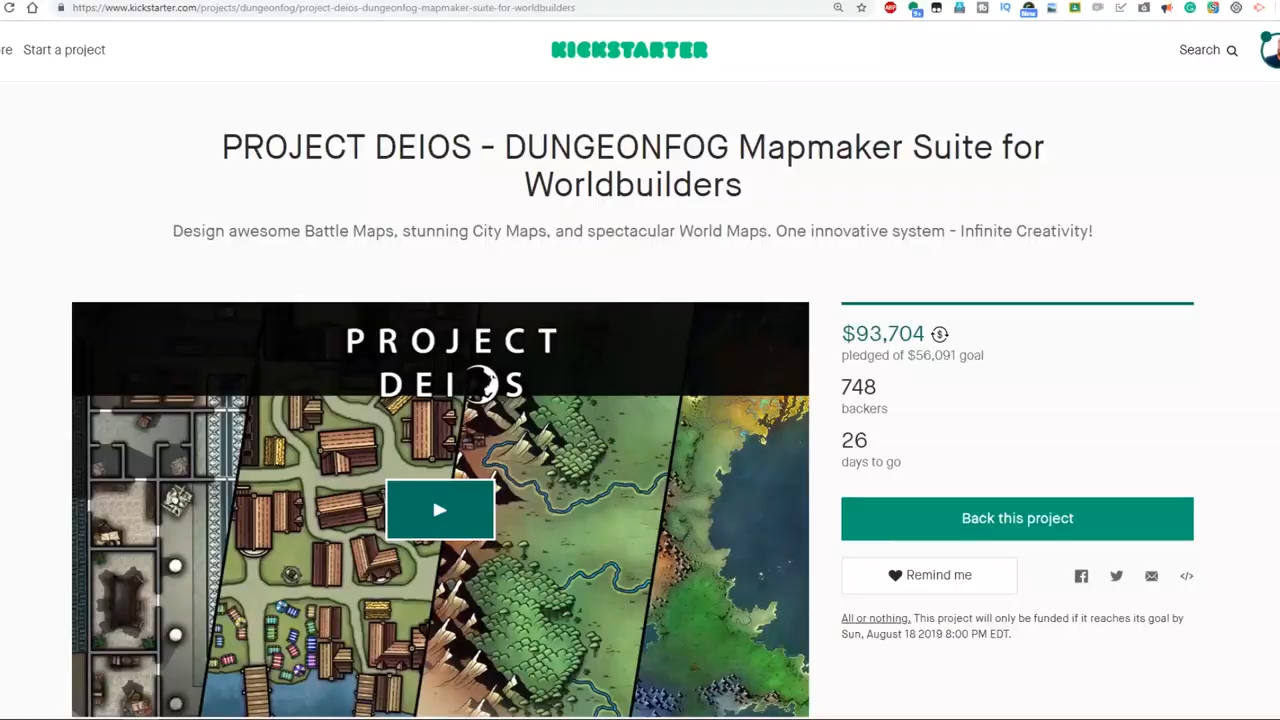 https://www.kickstarter.com/projects/dungeonfog/project-deios-dungeonfog-mapmaker-suite-for-worldbuilders
ABP
9+
IQ
New
re Start a project
KICKSTARTER
Search
PROJECT DEIOS - DUNGEONFOG Mapmaker Suite for
Worldbuilders
Design awesome Battle Maps, stunning City Maps, and spectacular World Maps. One innovative system - Infinite Creativity!
PROJECT
DEIOS
$93,704
pledged of $56,091 goal
748
backers
26
days to go
Back this project
Remind me
All or nothing. This project will only be funded if it reaches its goal by
Sun, August 18 2019 8:00 PM EDT.